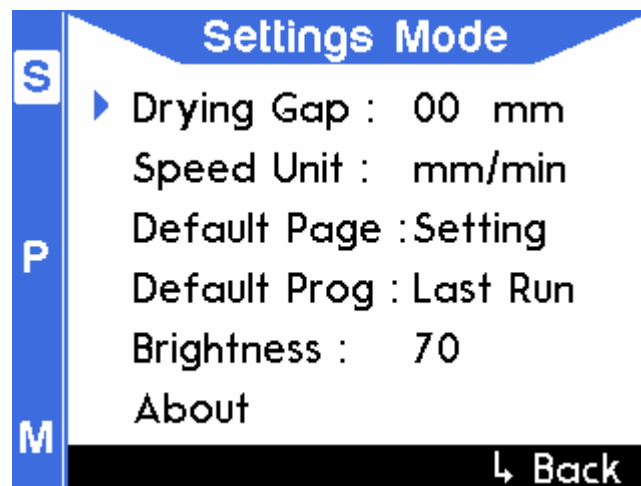 Settings Mode
S
Drying Gap : 00 mm
Speed Unit : mm/min
Default Page :Setting
P
Default Prog : Last Run
Brightness : 70
About
M
↳ Back